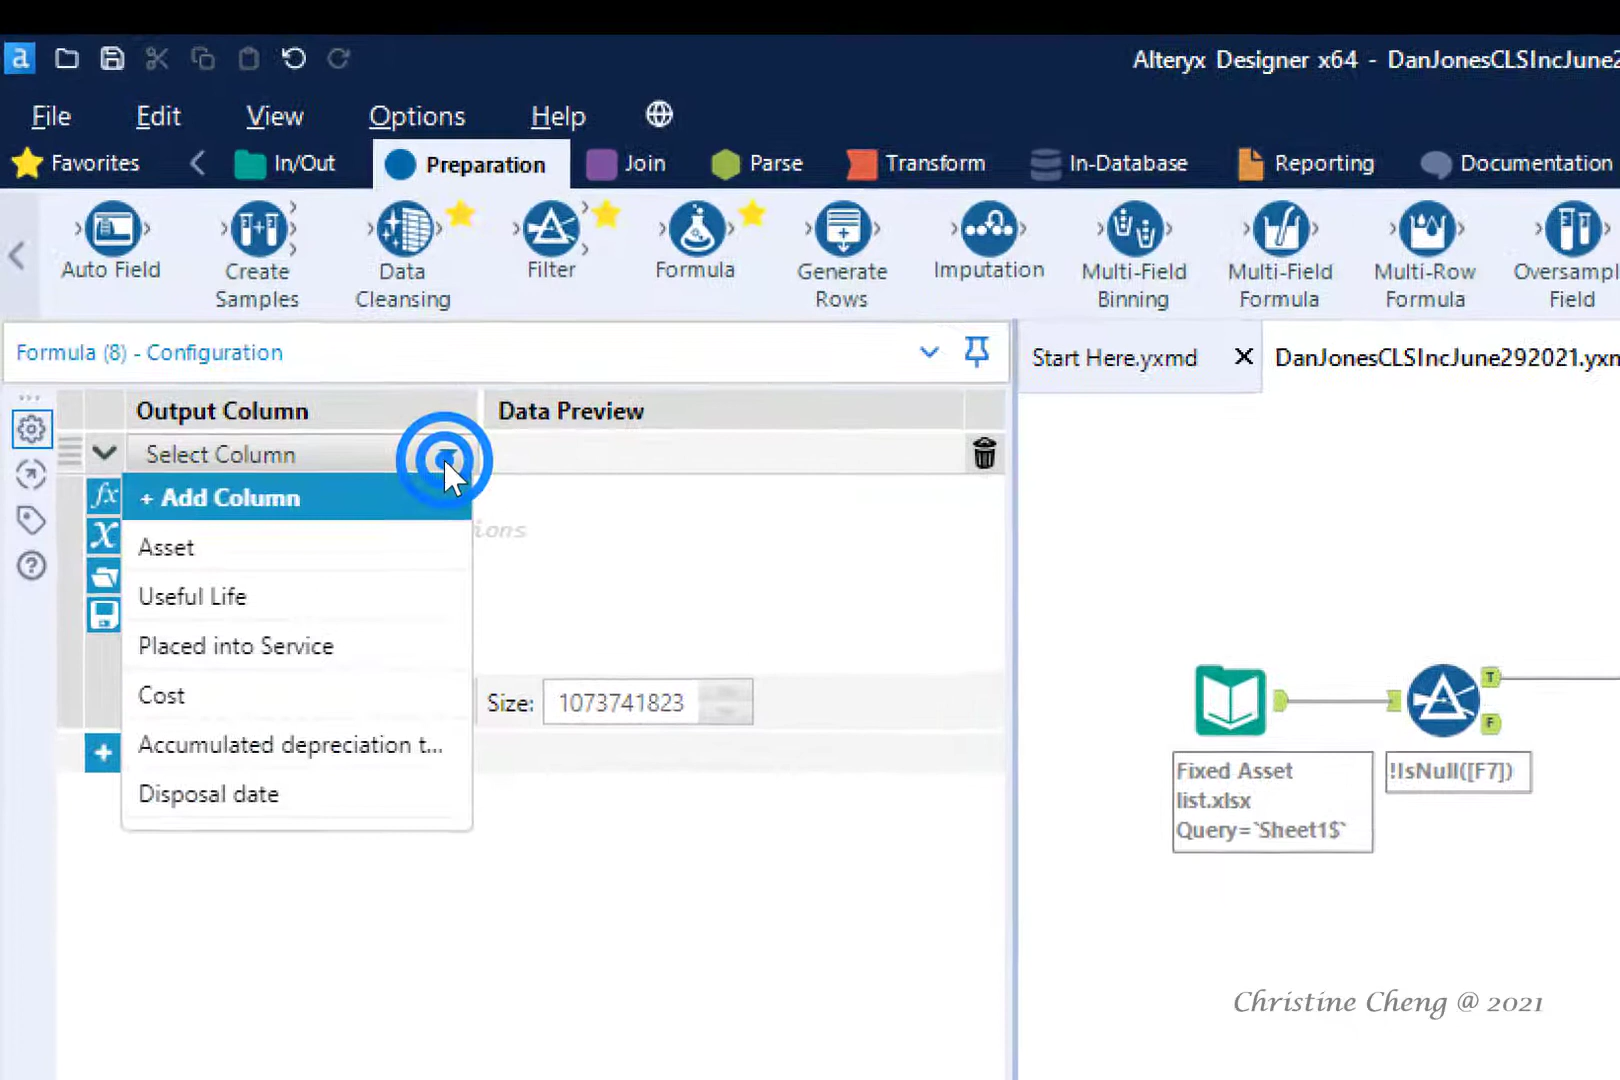 a
Alteryx Designer x64 - DanJonesCLSIncJune2
File Edit View Options Help
Favorites In/Out Preparation Join Parse Transform In-Database Reporting Documentation
Auto Field
Create
Samples
Data
Cleansing
Filter
Formula
Generate
Rows
Imputation
Multi-Field
Binning
Multi-Field
Formula
Multi-Row
Formula
Oversampl
Field
Formula (8) - Configuration
Start Here.yxmd
DanJonesCLSIncJune292021.yxm
Output Column Data Preview
Select Column
+ Add Column
ions
Asset
Useful Life
Placed into Service
Cost
Size: 1073741823
Accumulated depreciation t...
Disposal date
fx
X
T
F
Fixed Asset
list.xlsx
Query=`Sheet1$`
!IsNull([F7])
Christine Cheng @ 2021